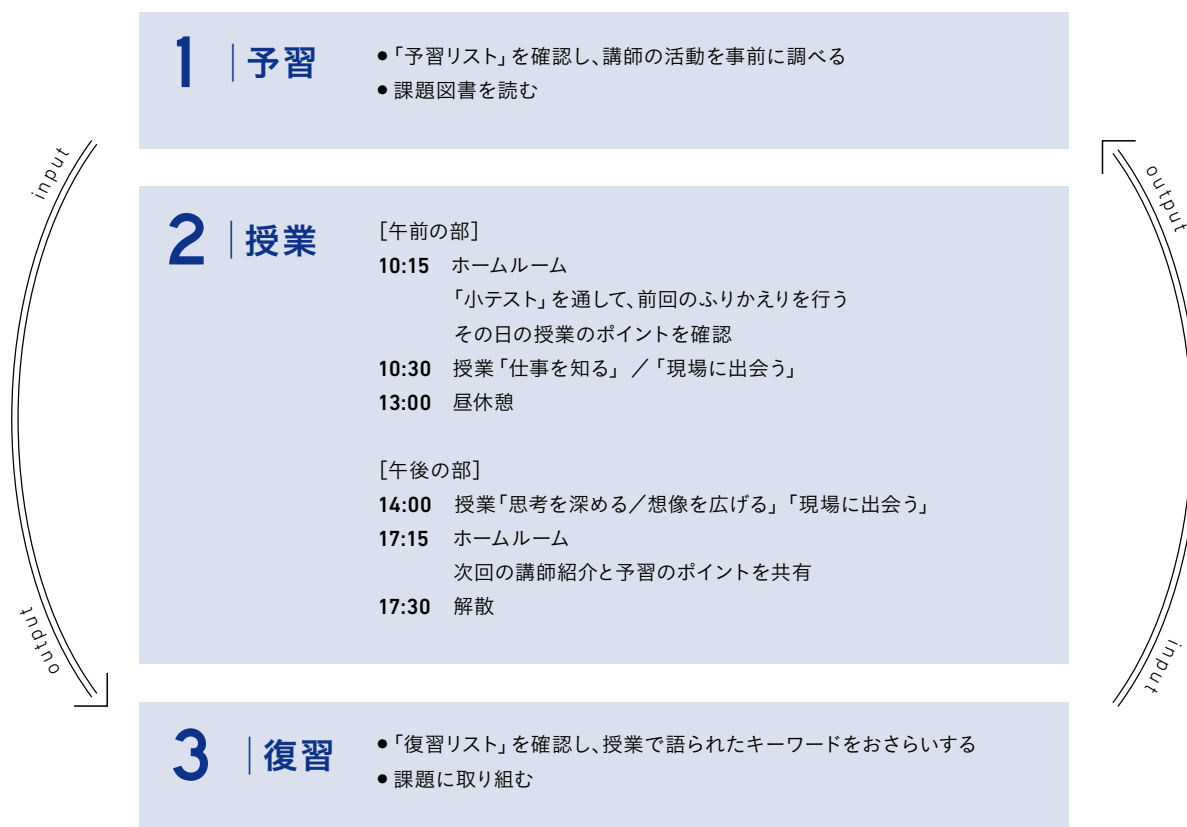 1 予習
●「予習リスト」を確認し、講師の活動を事前に調べる
● 課題図書を読む
input
output
2 授業
［午前の部］
10:15 ホームルーム
「小テスト」を通して、前回のふりかえりを行う
その日の授業のポイントを確認
10:30 授業「仕事を知る」／「現場に出会う」
13:00 昼休憩
［午後の部］
14:00 授業「思考を深める／想像を広げる」「現場に出会う」
17:15 ホームルーム
次回の講師紹介と予習のポイントを共有
17:30 解散
output
input
3 復習
●「復習リスト」を確認し、授業で語られたキーワードをおさらいする
● 課題に取り組む